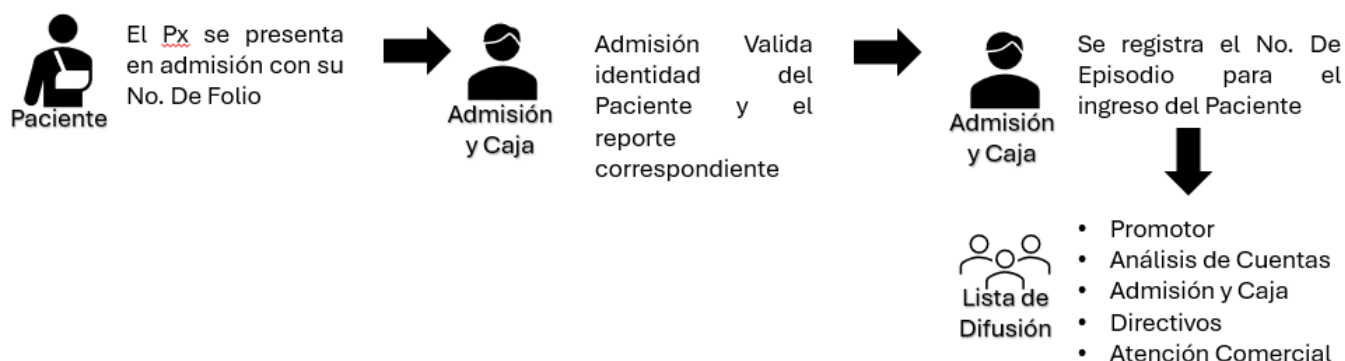 El Px se presenta
en admisión con su
No. De Folio
Paciente
Admisión
y Caja
Admisión Valida
identidad del
Paciente y el
reporte
correspondiente
Admisión
y Caja
Se registra el No. De
Episodio para el
ingreso del Paciente
Lista de
Difusión
• Promotor
• Análisis de Cuentas
• Admisión y Caja
• Directivos
• Atención Comercial